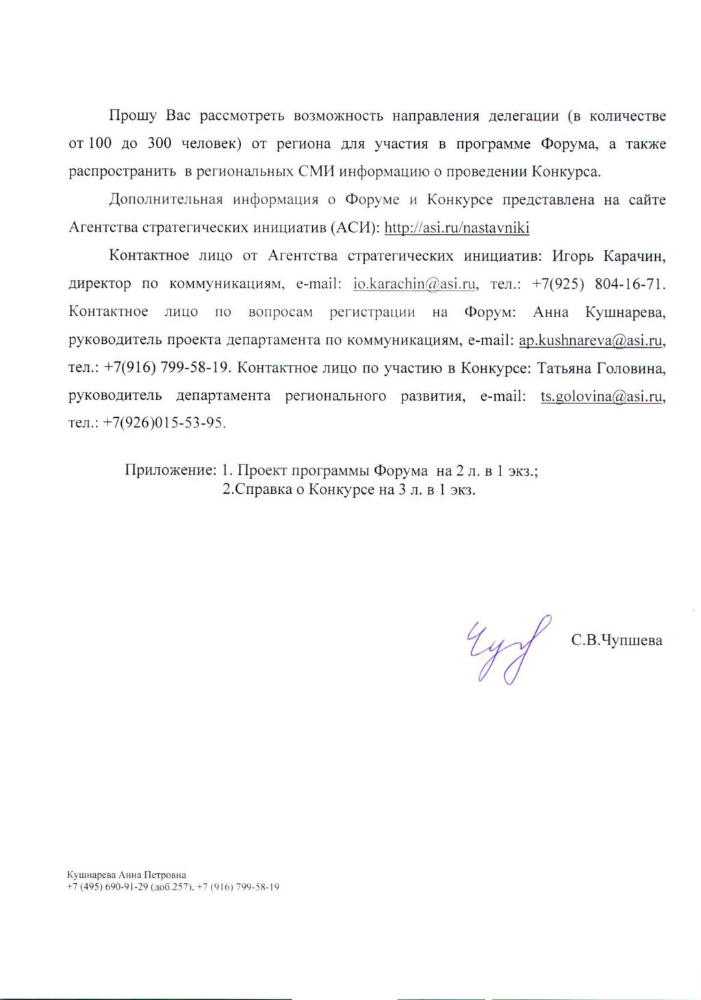 Прошу Вас рассмотреть возможность направления делегации (в количестве
от 100 до 300 человек) от региона для участия в программе Форума, а также
распространить в региональных СМИ информацию о проведении Конкурса.
Дополнительная информация о Форуме и Конкурсе представлена на сайте
Агентства стратегических инициатив (АСИ): http://asi.ru/nastavniki
Контактное лицо от Агентства стратегических инициатив: Игорь Карачин,
директор по коммуникациям, e-mail: io.karachin@asi.ru, тел.: +7(925) 804-16-71.
Контактное лицо по вопросам регистрации на Форум: Анна Кушнарева,
руководитель проекта департамента по коммуникациям, e-mail: ap.kushnareva@asi.ru,
тел.: +7(916) 799-58-19. Контактное лицо по участию в Конкурсе: Татьяна Головина,
руководитель департамента регионального развития, e-mail: ts.golovina@asi.ru,
тел.: +7(926)015-53-95.
Приложение: 1. Проект программы Форума на 2 л. в 1 экз.;
2.Справка о Конкурсе на 3 л. в 1 экз.
С.В.Чупшева
Кушнарева Анна Петровна
+7 (495) 690-91-29 (доб.257), +7 (916) 799-58-19